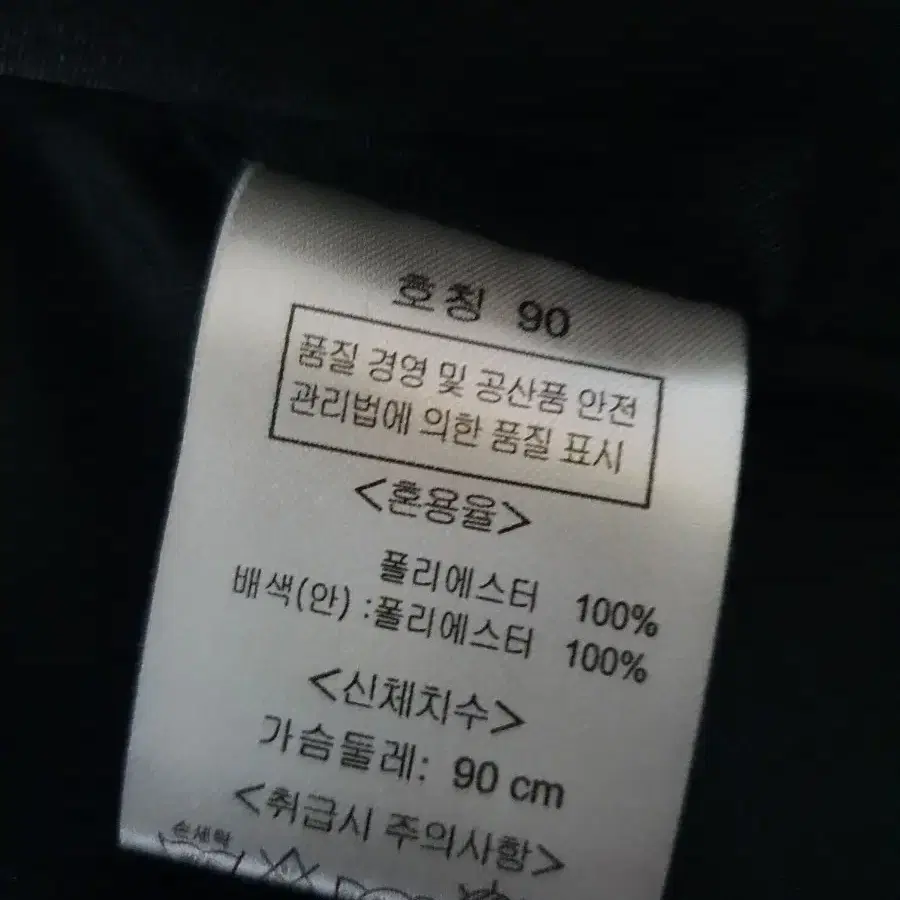 호칭 90
품질 경영 및 공산품 안전
관리법에 의한 품질 표시
<혼용율>
폴리에스터 100%
배색(안) :폴리에스터 100%
<신체치수>
가슴둘레: 90 cm
<취급시 주의사항>
손세탁